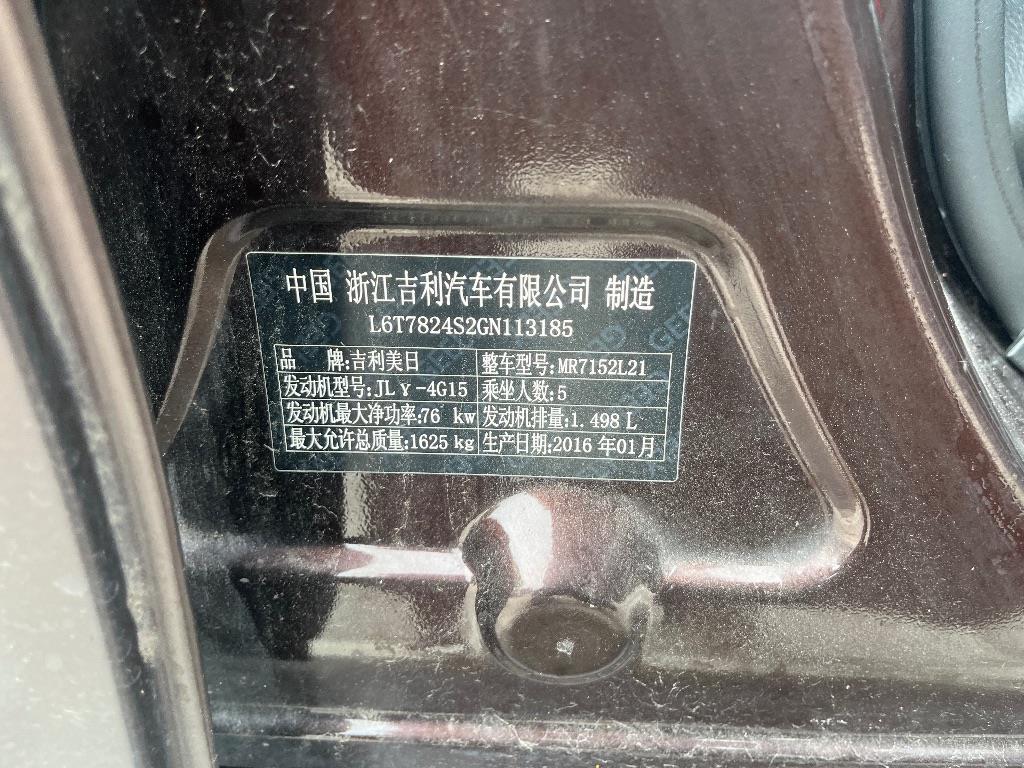 中国 浙江吉利汽车有限公司 制造
L6T7824S2GN113185
品 牌:吉利美日 整车型号:MR7152L21
发动机型号:JLγ-4G15 乘坐人数:5
发动机最大净功率:76 kw 发动机排量:1.498 L
最大允许总质量:1625 kg 生产日期:2016 年01月